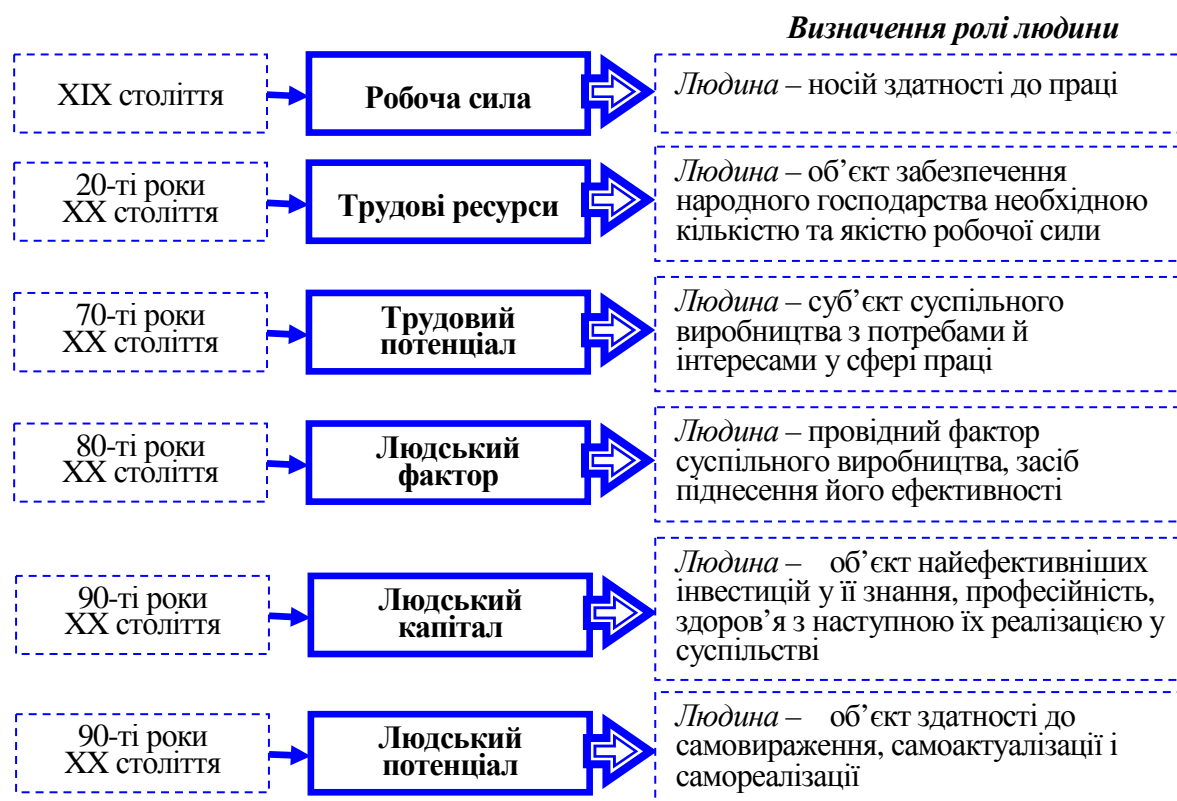 Визначення ролі людини
XIX століття
Робоча сила
Людина – носій здатності до праці
20-ті роки
XX століття
Трудові ресурси
Людина – об’єкт забезпечення
народного господарства необхідною
кількістю та якістю робочої сили
70-ті роки
XX століття
Трудовий
потенціал
Людина – суб’єкт суспільного
виробництва з потребами й
інтересами у сфері праці
80-ті роки
XX століття
Людський
фактор
Людина – провідний фактор
суспільного виробництва, засіб
піднесення його ефективності
90-ті роки
XX століття
Людський
капітал
Людина – об’єкт найефективніших
інвестицій у її знання, професійність,
здоров’я з наступною їх реалізацією у
суспільстві
90-ті роки
XX століття
Людський
потенціал
Людина – об’єкт здатності до
самовираження, самоактуалізації і
самореалізації